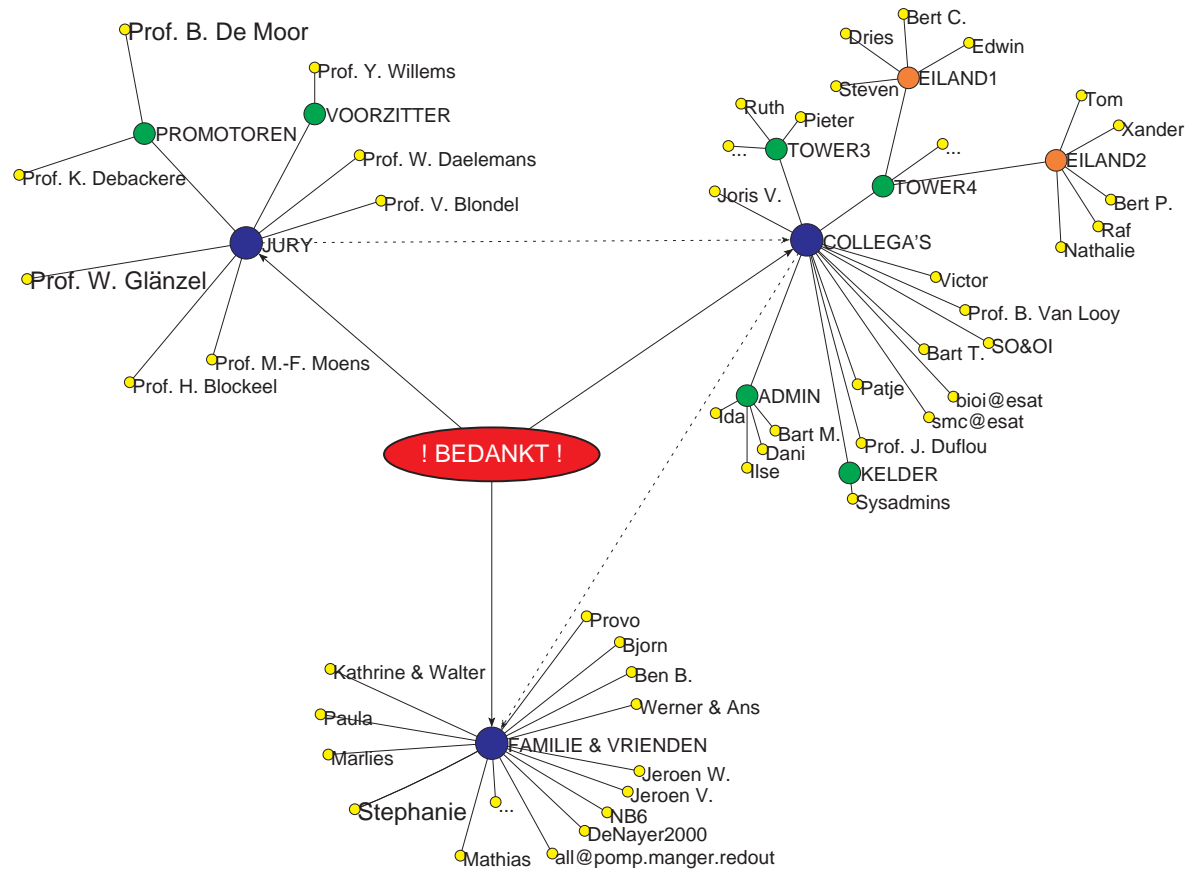 Prof. B. De Moor
Prof. Y. Willems
VOORZITTER
PROMOTOREN
Prof. W. Daelemans
Prof. K. Debackere
Prof. V. Blondel
JURY
Prof. W. Glänzel
Prof. M.-F. Moens
Prof. H. Blockeel
Bert C.
Dries
Edwin
EILAND1
Steven
Ruth
Pieter
...
TOWER3
Tom
Xander
...
EILAND2
TOWER4
Joris V.
Bert P.
Raf
Nathalie
COLLEGA'S
Victor
Prof. B. Van Looy
SO&OI
Bart T.
Patje
bioi@esat
smc@esat
ADMIN
Ida
Bart M.
Dani
Ilse
Prof. J. Duflou
KELDER
Sysadmins
! BEDANKT !
Provo
Bjorn
Kathrine & Walter
Ben B.
Werner & Ans
Paula
FAMILIE & VRIENDEN
Marlies
Jeroen W.
Jeroen V.
Stephanie
...
NB6
DeNayer2000
Mathias
all@pomp.manger.redout